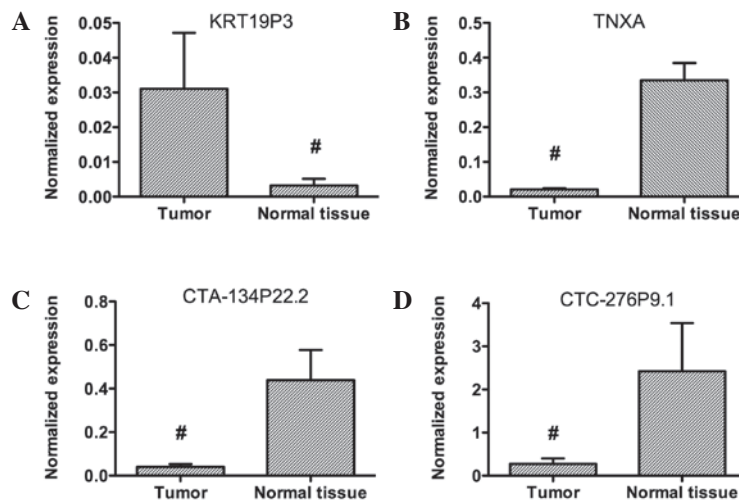 A
KRT19P3
Normalized expression
0.05
0.04
0.03
0.02
0.01
0.00
#
Tumor
Normal tissue
B
TNXA
Normalized expression
0.5
0.4
0.3
0.2
0.1
0.0
#
Tumor
Normal tissue
C
CTA-134P22.2
Normalized expression
0.8
0.6
0.4
0.2
0.0
#
Tumor
Normal tissue
D
CTC-276P9.1
Normalized expression
4
3
2
1
0
#
Tumor
Normal tissue